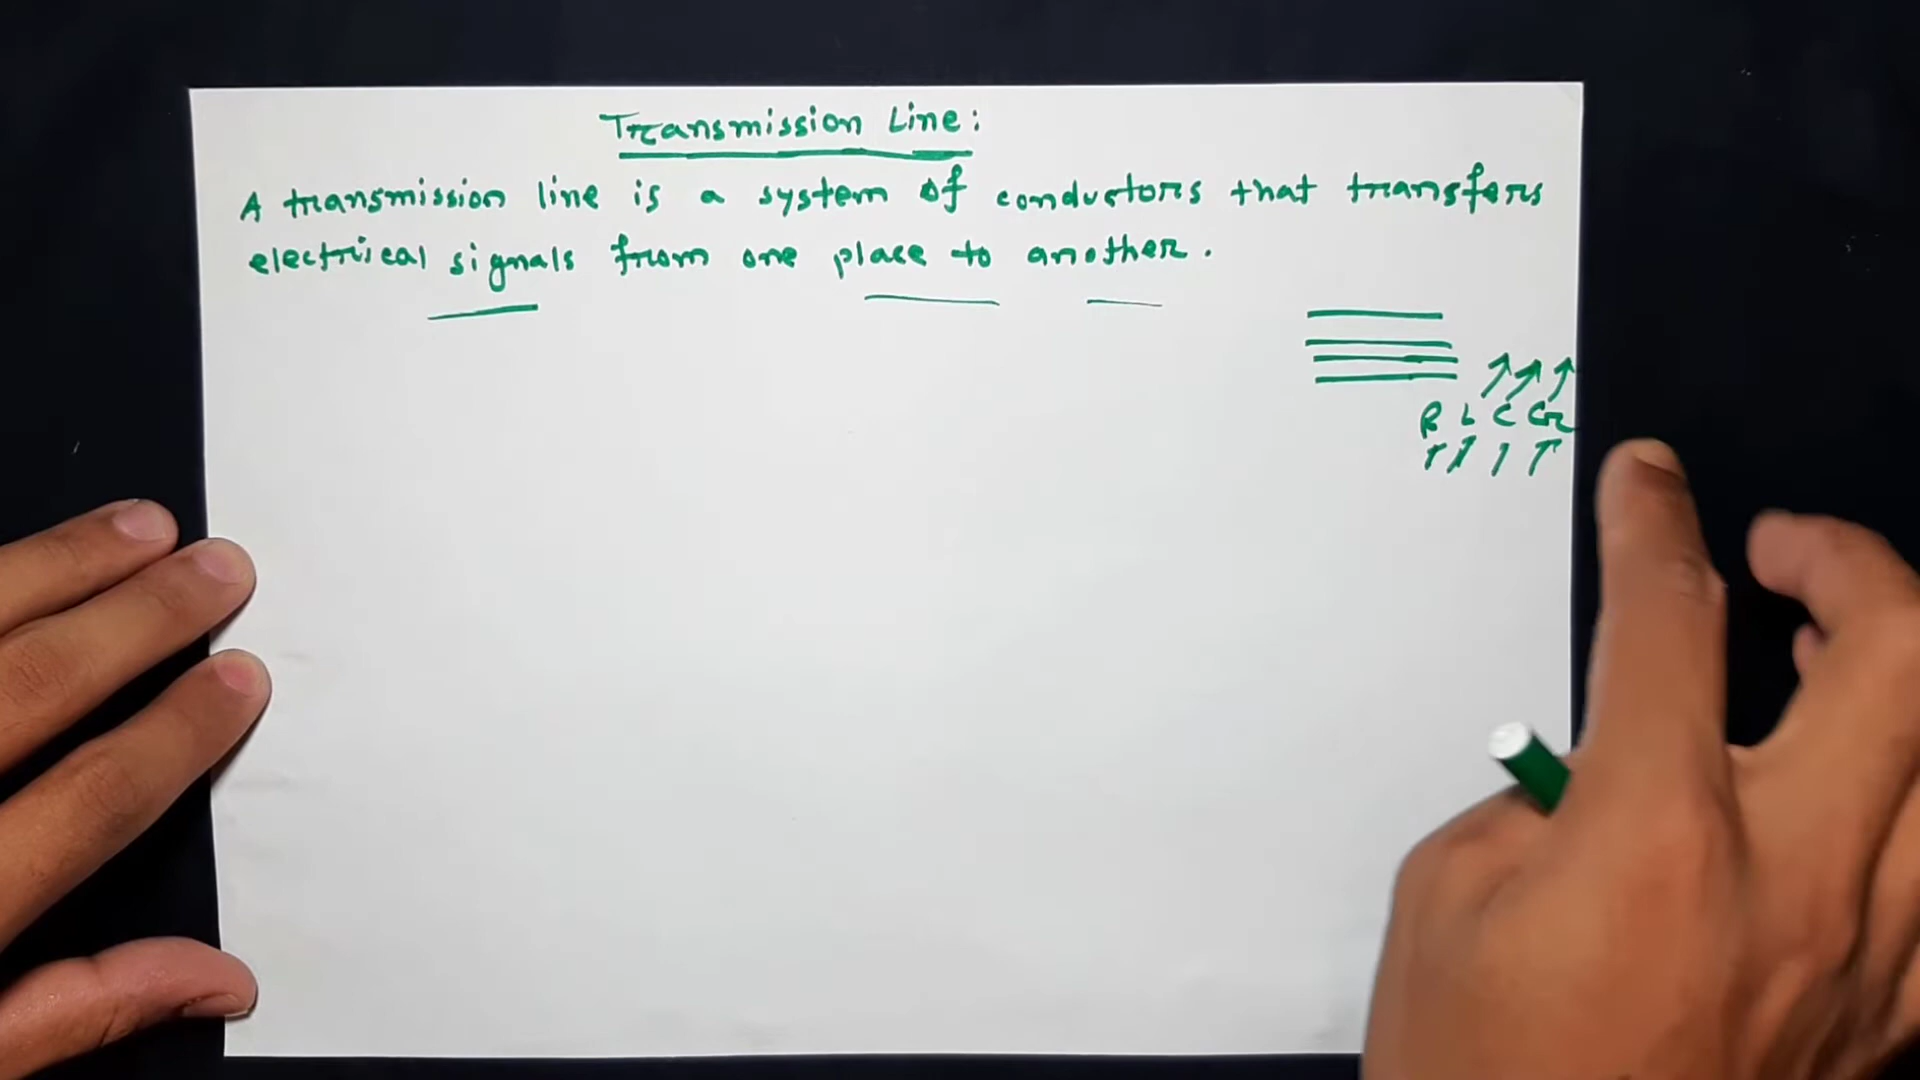 Transmission Line:
A transmission line is a system of conductors that transfers
electrical signals from one place to another.
R L C G